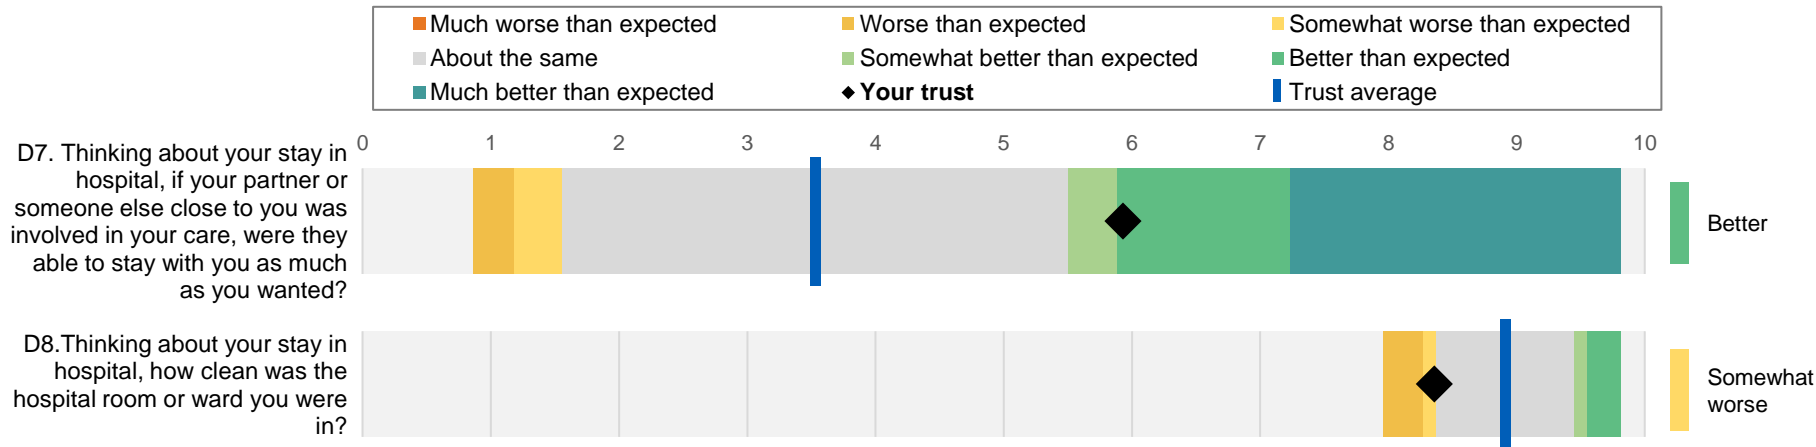 Much worse than expected
Worse than expected
Somewhat worse than expected
About the same
Somewhat better than expected
Better than expected
Much better than expected
Your trust
Trust average
0 1 2 3 4 5 6 7 8 9 10
D7. Thinking about your stay in
hospital, if your partner or
someone else close to you was
involved in your care, were they
able to stay with you as much
as you wanted?
Better
D8.Thinking about your stay in
hospital, how clean was the
hospital room or ward you were
in?
Somewhat
worse